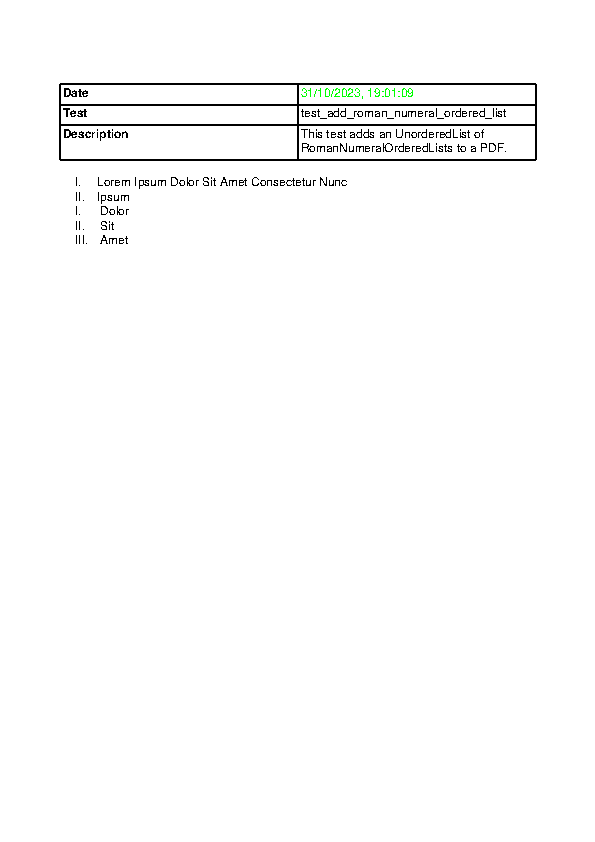 Date 31/10/2023, 19:01:09
Test test_add_roman_numeral_ordered_list
Description This test adds an UnorderedList of
RomanNumeralOrderedLists to a PDF.
I. Lorem Ipsum Dolor Sit Amet Consectetur Nunc
II. Ipsum
I. Dolor
II. Sit
III. Amet